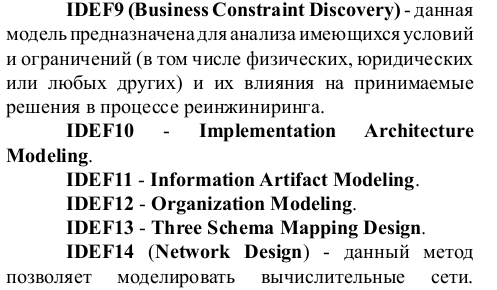 IDEF9 (Business Constraint Discovery) - данная
модель предназначена для анализа имеющихся условий
и ограничений (в том числе физических, юридических
или любых других) и их влияния на принимаемые
решения в процессе реинжиниринга.
IDEF10 - Implementation Architecture
Modeling.
IDEF11 - Information Artifact Modeling.
IDEF12 - Organization Modeling.
IDEF13 - Three Schema Mapping Design.
IDEF14 (Network Design) - данный метод
позволяет моделировать вычислительные сети.